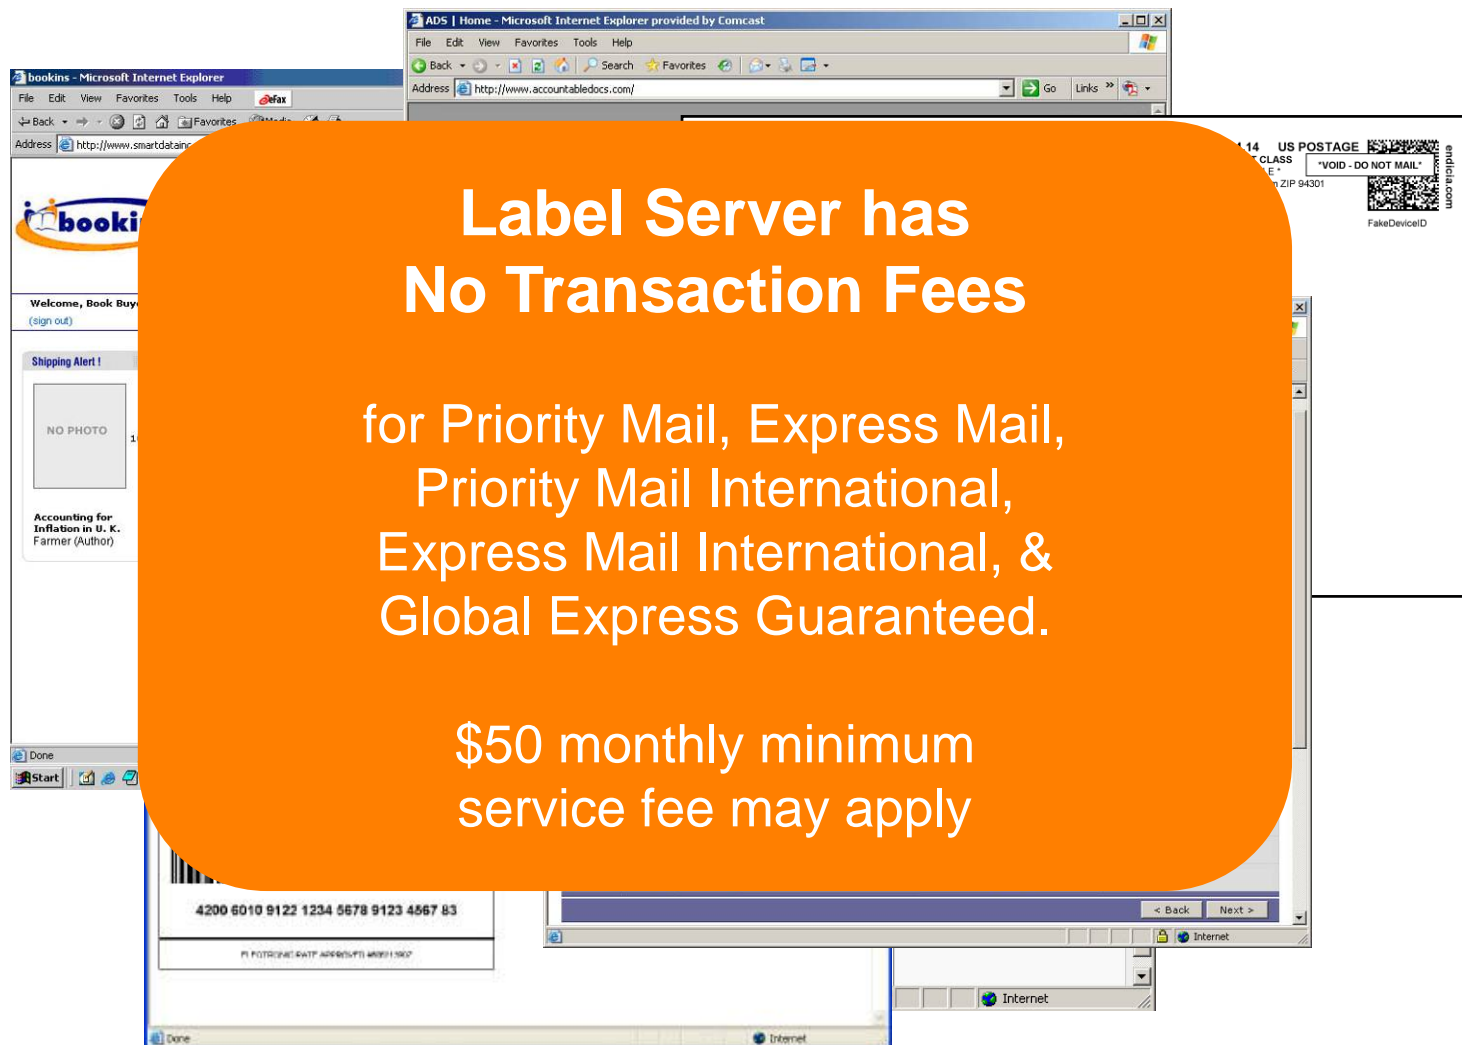 ADS | Home - Microsoft Internet Explorer provided by Comcast
File Edit View Favorites Tools Help
Back Search Favorites
Address http://www.accountabledocs.com/ Go Links »
bookins - Microsoft Internet Explorer
File Edit View Favorites Tools Help eFax
Back Favorites
Address http://www.smartdatainc
booki
Welcome, Book Buy
(sign out)
Shipping Alert !
NO PHOTO
Accounting for
Inflation in U. K.
Farmer (Author)
Done
Start
.14 US POSTAGE
CLASS
*VOID - DO NOT MAIL*
ZIP 94301
endicia.com
FakeDeviceID
Label Server has
No Transaction Fees
for Priority Mail, Express Mail,
Priority Mail International,
Express Mail International, &
Global Express Guaranteed.
$50 monthly minimum
service fee may apply
4200 6010 9122 1234 5678 9123 4567 83
< Back Next >
Internet
Internet
Done Internet